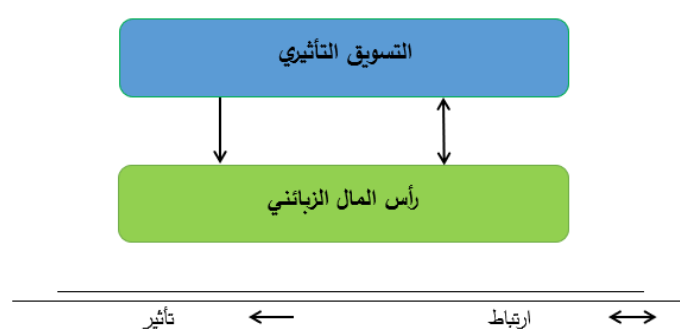 التسويق التأثيري
رأس المال الزبائني
ارتباط
تأثير